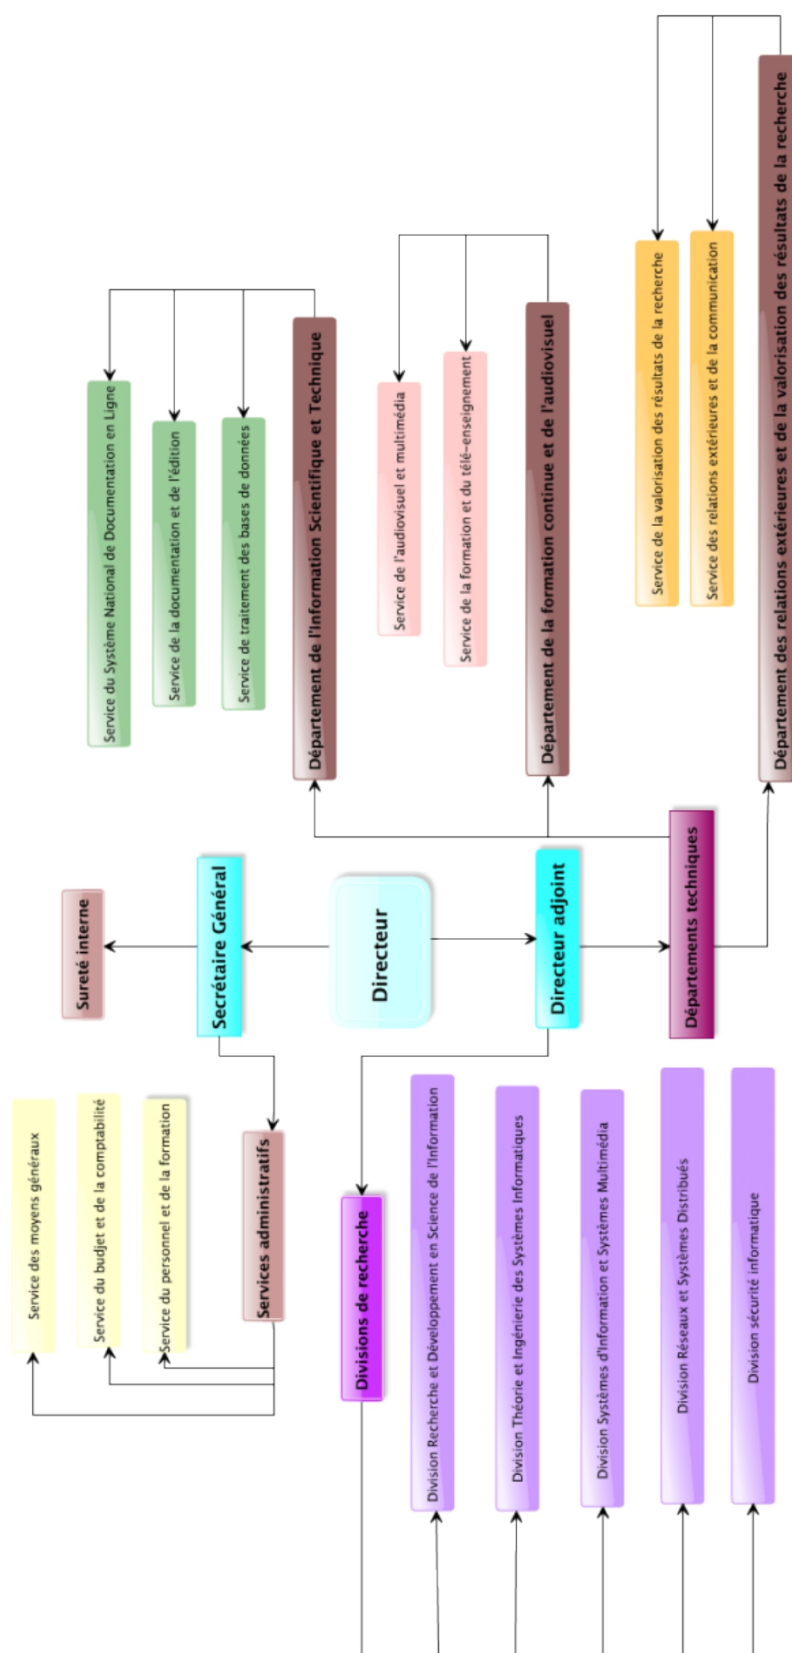 Sureté interne
Secrétaire Général
Directeur
Directeur adjoint
Départements techniques
Service des moyens généraux
Service du budjet et de la comptabilité
Service du personnel et de la formation
Services administratifs
Divisions de recherche
Division Recherche et Développement en Science de l'Information
Division Théorie et Ingénierie des Systèmes Informatiques
Division Systèmes d'Information et Systèmes Multimédia
Division Réseaux et Systèmes Distribués
Division sécurité informatique
Service du Système National de Documentation en Ligne
Service de la documentation et de l'édition
Service de traitement des bases de données
Département de l'Information Scientifique et Technique
Service de l'audiovisuel et multimédia
Service de la formation et du télé-enseignement
Département de la formation continue et de l'audiovisuel
Service de la valorisation des résultats de la recherche
Service des relations extérieures et de la communication
Département des relations extérieures et de la valorisation des résultats de la recherche